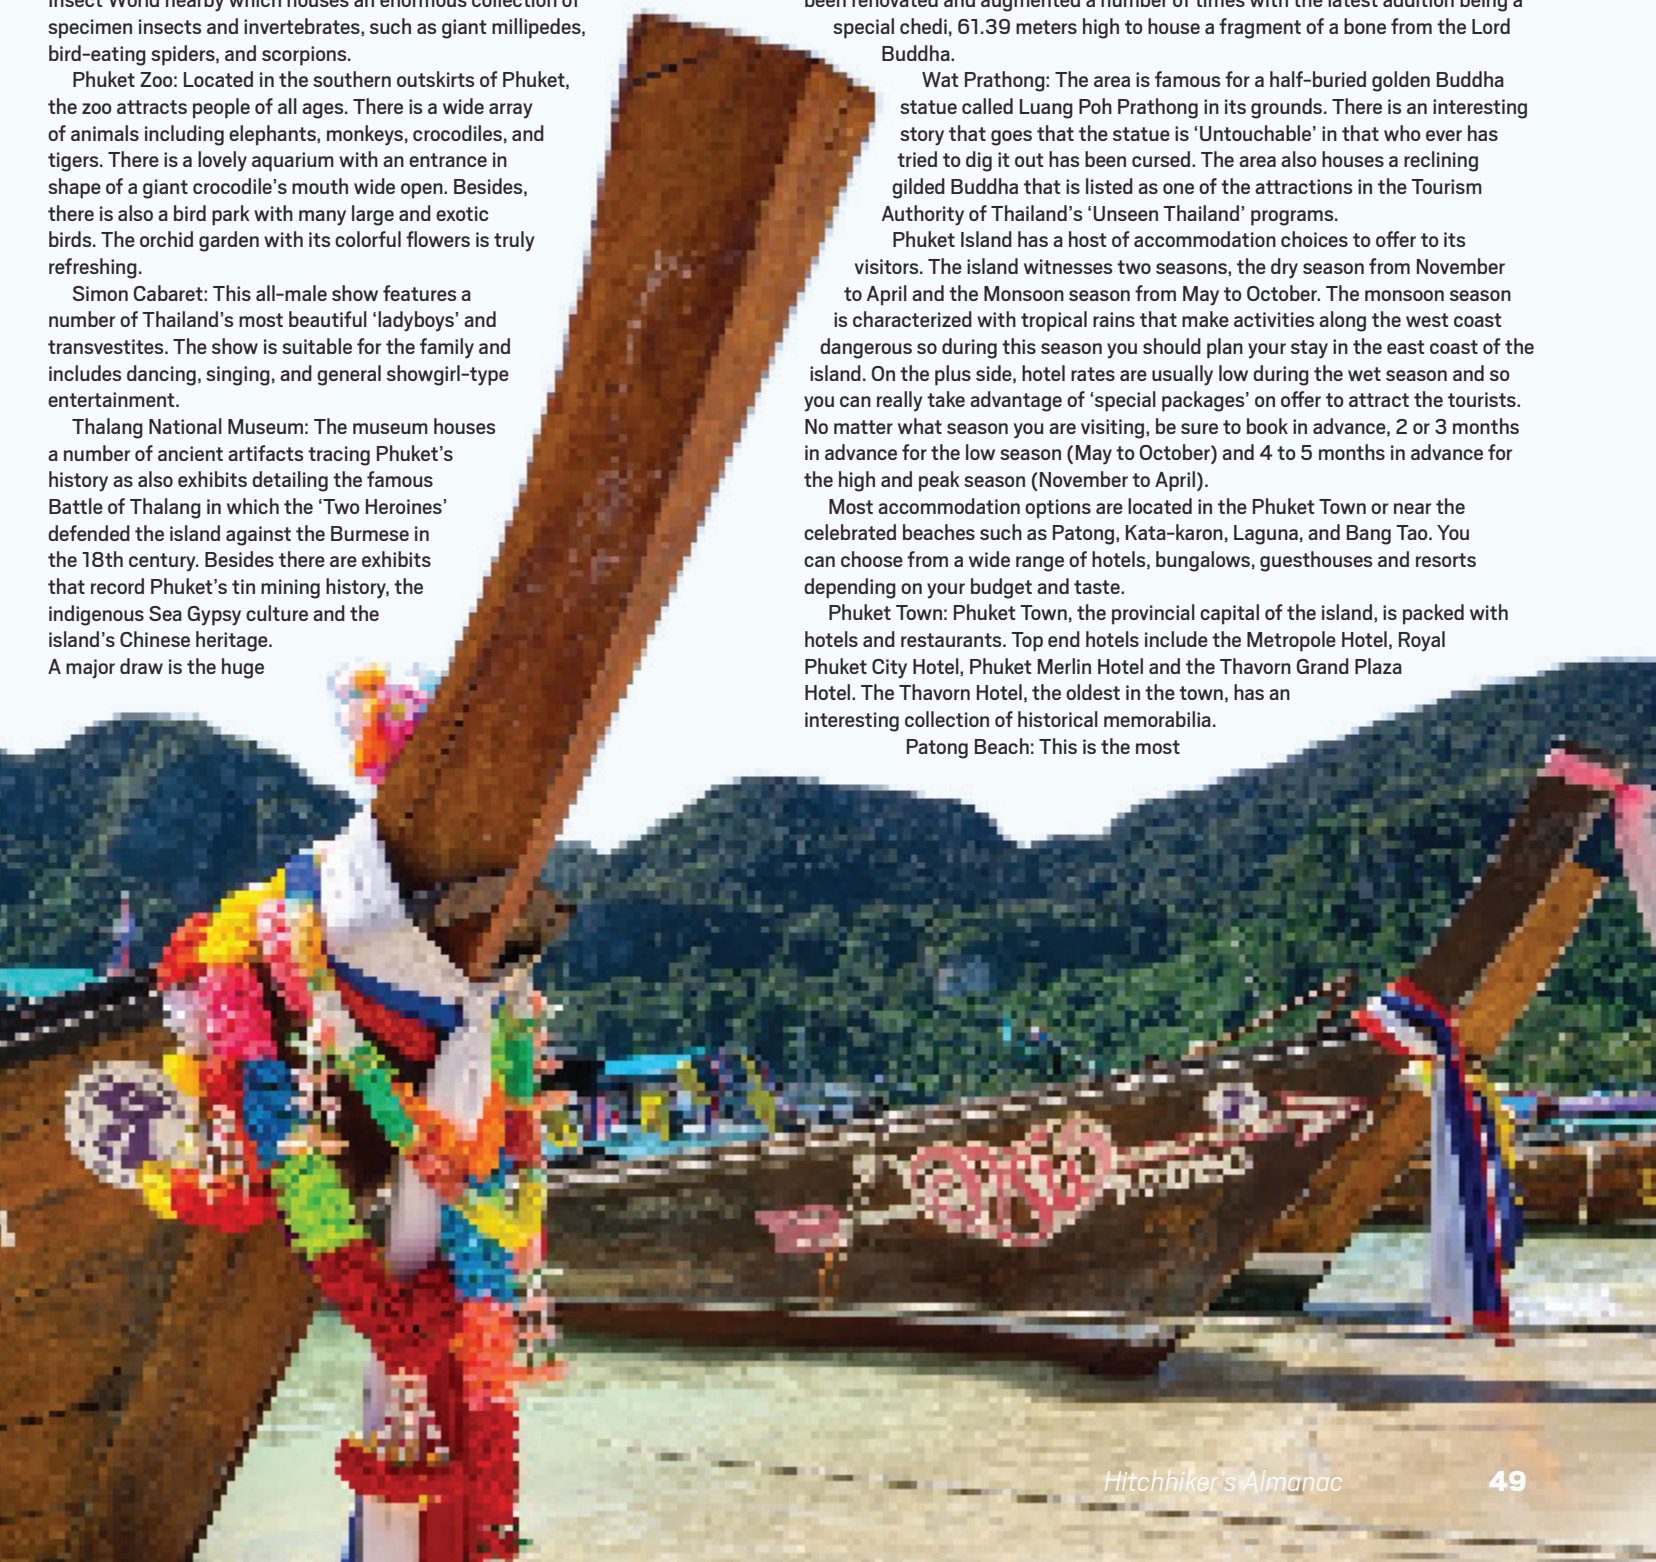 Insect World nearby which houses an enormous collection of
specimen insects and invertebrates, such as giant millipedes,
bird-eating spiders, and scorpions.
Phuket Zoo: Located in the southern outskirts of Phuket,
the zoo attracts people of all ages. There is a wide array
of animals including elephants, monkeys, crocodiles, and
tigers. There is a lovely aquarium with an entrance in
shape of a giant crocodile’s mouth wide open. Besides,
there is also a bird park with many large and exotic
birds. The orchid garden with its colorful flowers is truly
refreshing.
Simon Cabaret: This all-male show features a
number of Thailand’s most beautiful ‘ladyboys’ and
transvestites. The show is suitable for the family and
includes dancing, singing, and general showgirl-type
entertainment.
Thalang National Museum: The museum houses
a number of ancient artifacts tracing Phuket’s
history as also exhibits detailing the famous
Battle of Thalang in which the ‘Two Heroines’
defended the island against the Burmese in
the 18th century. Besides there are exhibits
that record Phuket’s tin mining history, the
indigenous Sea Gypsy culture and the
island’s Chinese heritage.
A major draw is the huge
been renovated and augmented a number of times with the latest addition being a
special chedi, 61.39 meters high to house a fragment of a bone from the Lord
Buddha.
Wat Prathong: The area is famous for a half-buried golden Buddha
statue called Luang Poh Prathong in its grounds. There is an interesting
story that goes that the statue is ‘Untouchable’ in that who ever has
tried to dig it out has been cursed. The area also houses a reclining
gilded Buddha that is listed as one of the attractions in the Tourism
Authority of Thailand’s ‘Unseen Thailand’ programs.
Phuket Island has a host of accommodation choices to offer to its
visitors. The island witnesses two seasons, the dry season from November
to April and the Monsoon season from May to October. The monsoon season
is characterized with tropical rains that make activities along the west coast
dangerous so during this season you should plan your stay in the east coast of the
island. On the plus side, hotel rates are usually low during the wet season and so
you can really take advantage of ‘special packages’ on offer to attract the tourists.
No matter what season you are visiting, be sure to book in advance, 2 or 3 months
in advance for the low season (May to October) and 4 to 5 months in advance for
the high and peak season (November to April).
Most accommodation options are located in the Phuket Town or near the
celebrated beaches such as Patong, Kata-karon, Laguna, and Bang Tao. You
can choose from a wide range of hotels, bungalows, guesthouses and resorts
depending on your budget and taste.
Phuket Town: Phuket Town, the provincial capital of the island, is packed with
hotels and restaurants. Top end hotels include the Metropole Hotel, Royal
Phuket City Hotel, Phuket Merlin Hotel and the Thavorn Grand Plaza
Hotel. The Thavorn Hotel, the oldest in the town, has an
interesting collection of historical memorabilia.
Patong Beach: This is the most
Hitchhiker’s Almanac
49